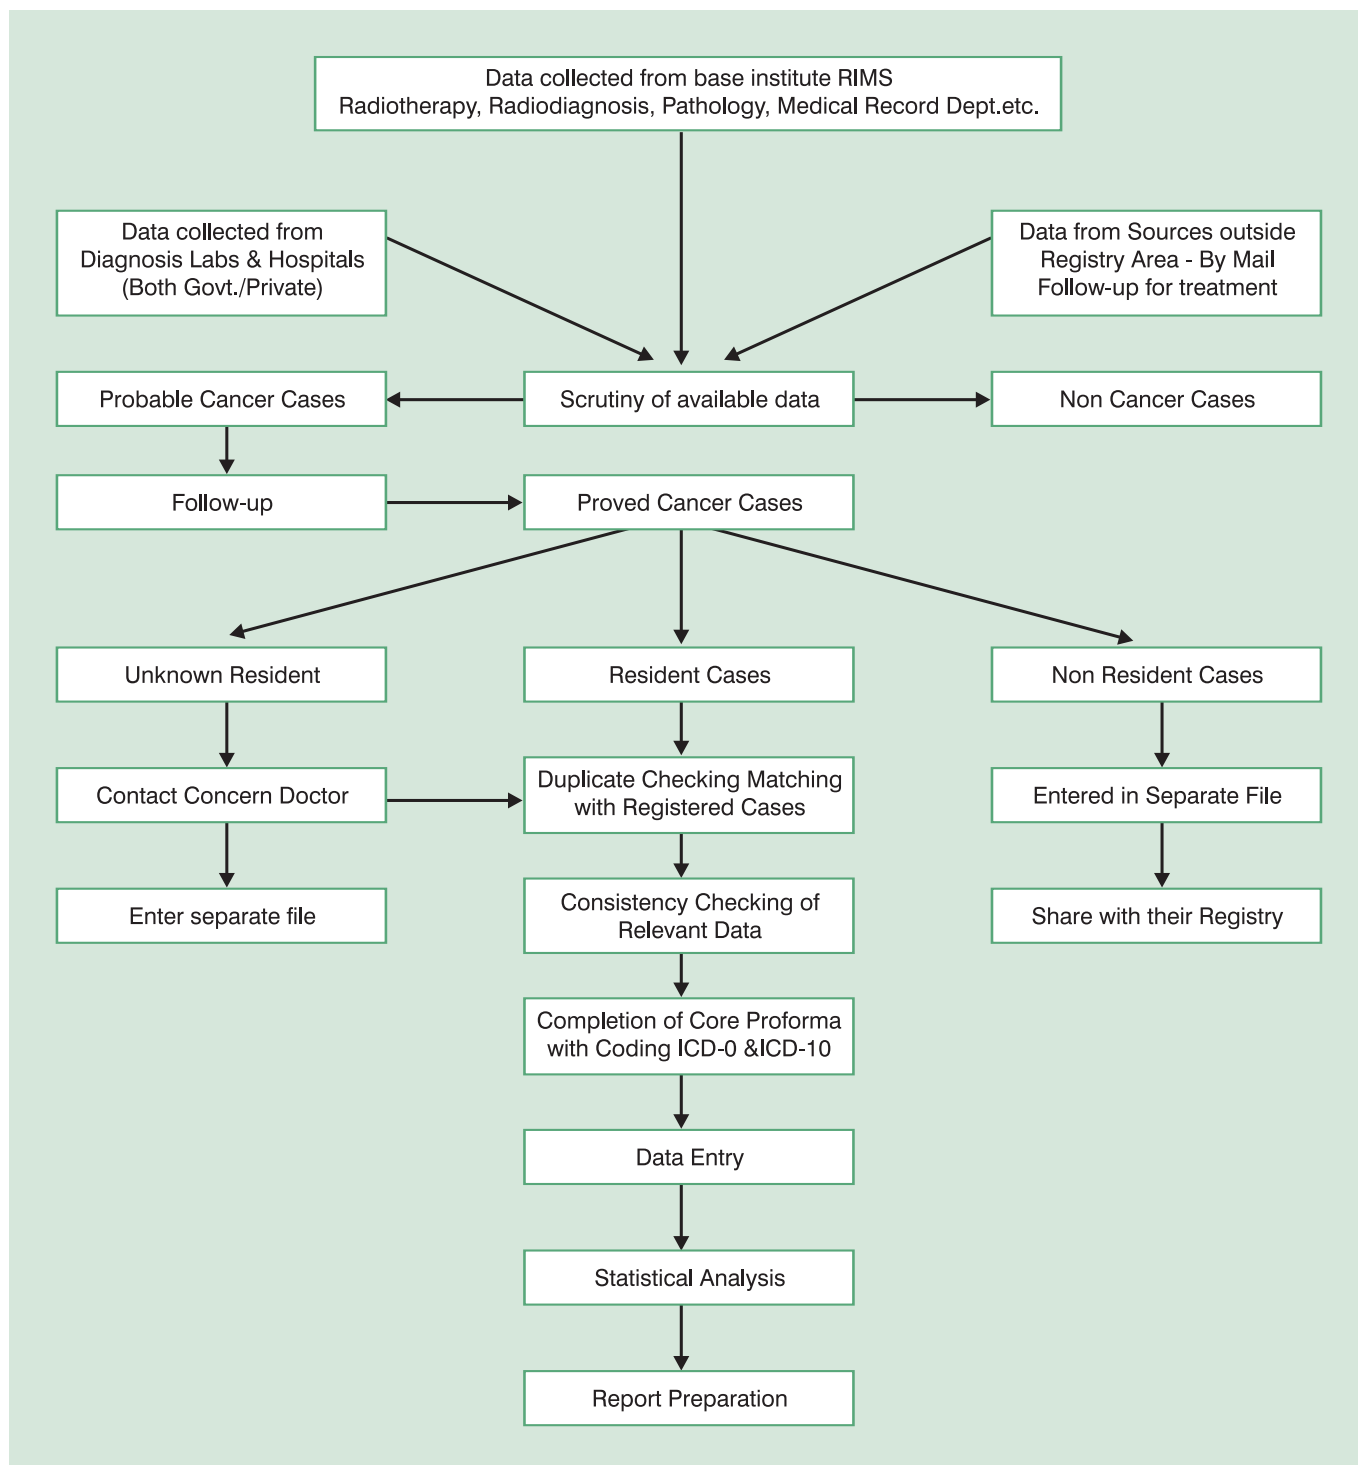 Data collected from base institute RIMS
Radiotherapy, Radiodiagnosis, Pathology, Medical Record Dept.etc.
Data collected from
Diagnosis Labs & Hospitals
(Both Govt./Private)
Data from Sources outside
Registry Area - By Mail
Follow-up for treatment
Probable Cancer Cases
Scrutiny of available data
Non Cancer Cases
Follow-up
Proved Cancer Cases
Unknown Resident
Resident Cases
Non Resident Cases
Contact Concern Doctor
Duplicate Checking Matching
with Registered Cases
Entered in Separate File
Enter separate file
Consistency Checking of
Relevant Data
Share with their Registry
Completion of Core Proforma
with Coding ICD-0 &ICD-10
Data Entry
Statistical Analysis
Report Preparation